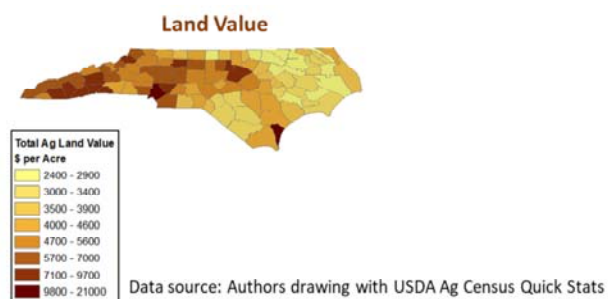 Land Value
Total Ag Land Value
$ per Acre
2400 - 2900
3000 - 3400
3500 - 3900
4000 - 4600
4700 - 5600
5700 - 7000
7100 - 9700
9800 - 21000
Data source: Authors drawing with USDA Ag Census Quick Stats